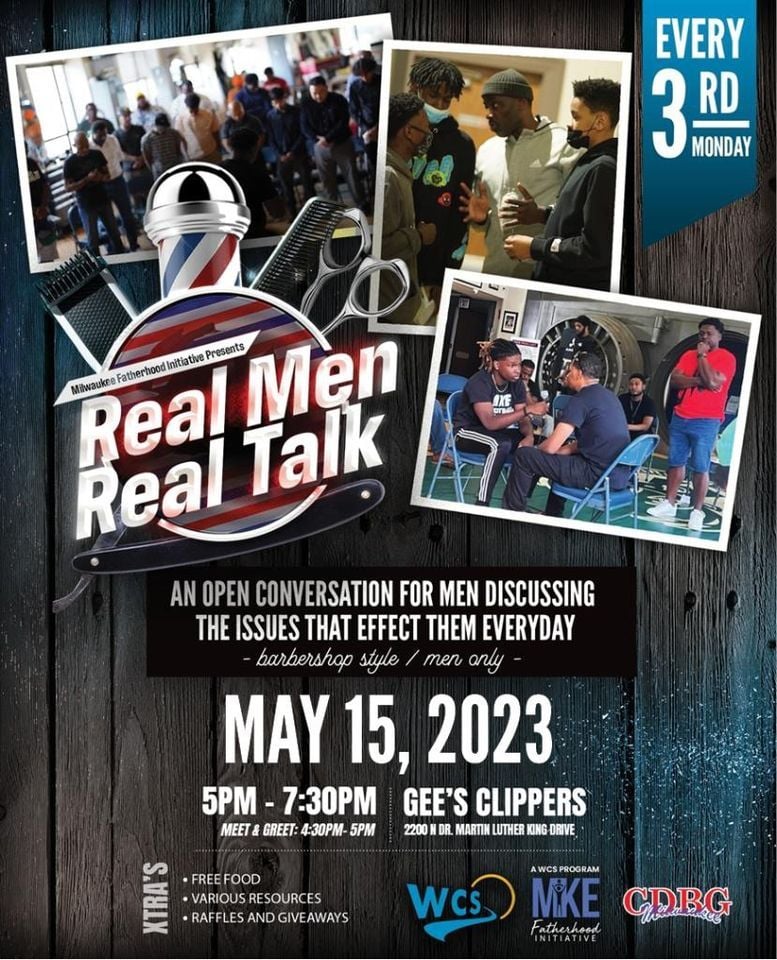 EVERY
3RD
MONDAY
Milwaukee Fatherhood Initiative Presents
Real Men
Real Talk
AN OPEN CONVERSATION FOR MEN DISCUSSING
THE ISSUES THAT EFFECT THEM EVERYDAY
- barbershop style / men only -
MAY 15, 2023
5PM - 7:30PM
MEET & GREET: 4:30PM- 5PM
GEE'S CLIPPERS
2200 N DR. MARTIN LUTHER KING DRIVE
XTRA'S
• FREE FOOD
• VARIOUS RESOURCES
• RAFFLES AND GIVEAWAYS
WCS
A WCS PROGRAM
MKE
Fatherhood
INITIATIVE
CDBG
Milwaukee